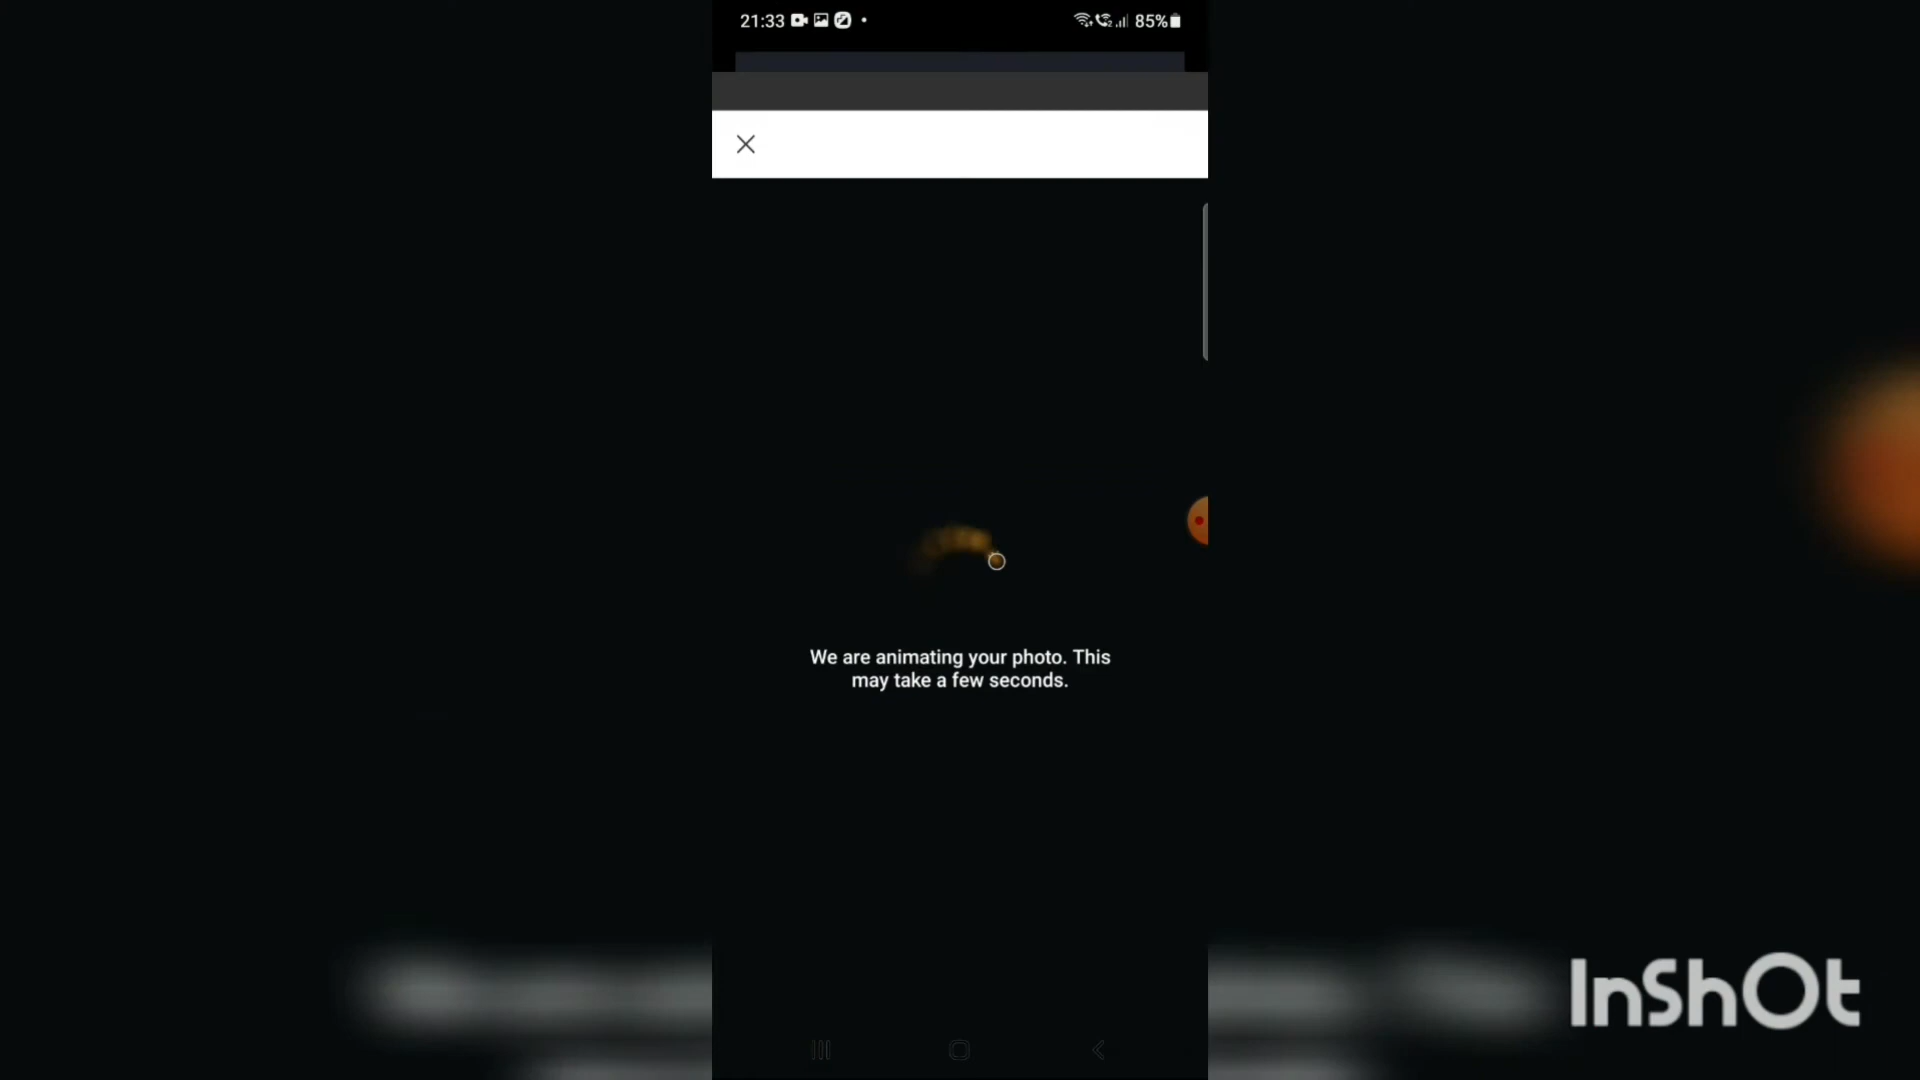 21:33
85%
We are animating your photo. This
may take a few seconds.
InShOt